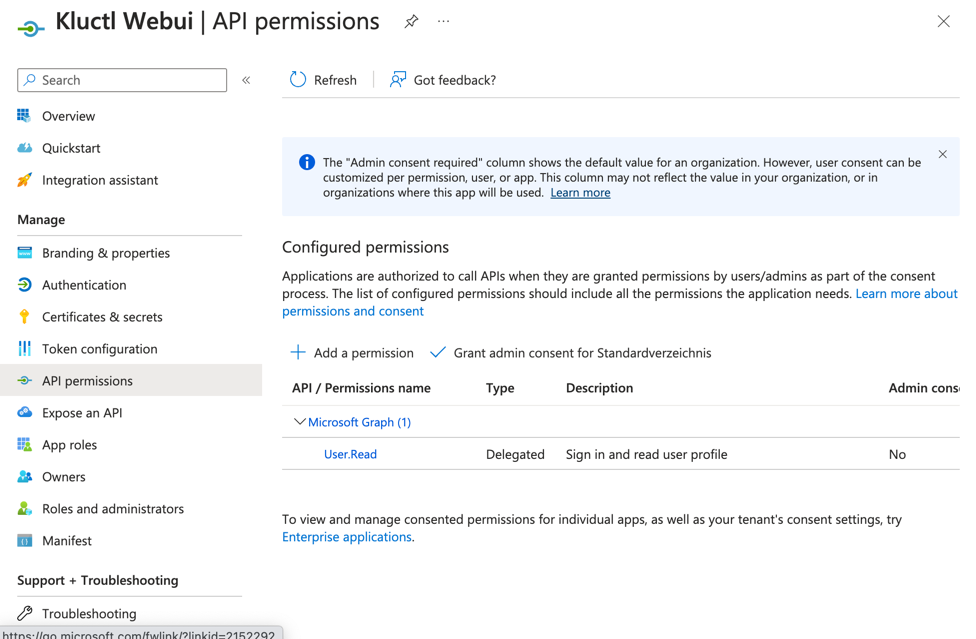 Kluctl Webui | API permissions
Search
Refresh
Got feedback?
Overview
Quickstart
Integration assistant
Manage
Branding & properties
Authentication
Certificates & secrets
Token configuration
API permissions
Expose an API
App roles
Owners
Roles and administrators
Manifest
Support + Troubleshooting
Troubleshooting
The "Admin consent required" column shows the default value for an organization. However, user consent can be
customized per permission, user, or app. This column may not reflect the value in your organization, or in
organizations where this app will be used. Learn more
Configured permissions
Applications are authorized to call APIs when they are granted permissions by users/admins as part of the consent
process. The list of configured permissions should include all the permissions the application needs. Learn more about
permissions and consent
Add a permission
Grant admin consent for Standardverzeichnis
API / Permissions name Type Description Admin cons
Microsoft Graph (1)
User.Read Delegated Sign in and read user profile No
To view and manage consented permissions for individual apps, as well as your tenant's consent settings, try
Enterprise applications.
https://go.microsoft.com/fwlink/?linkid=2152292